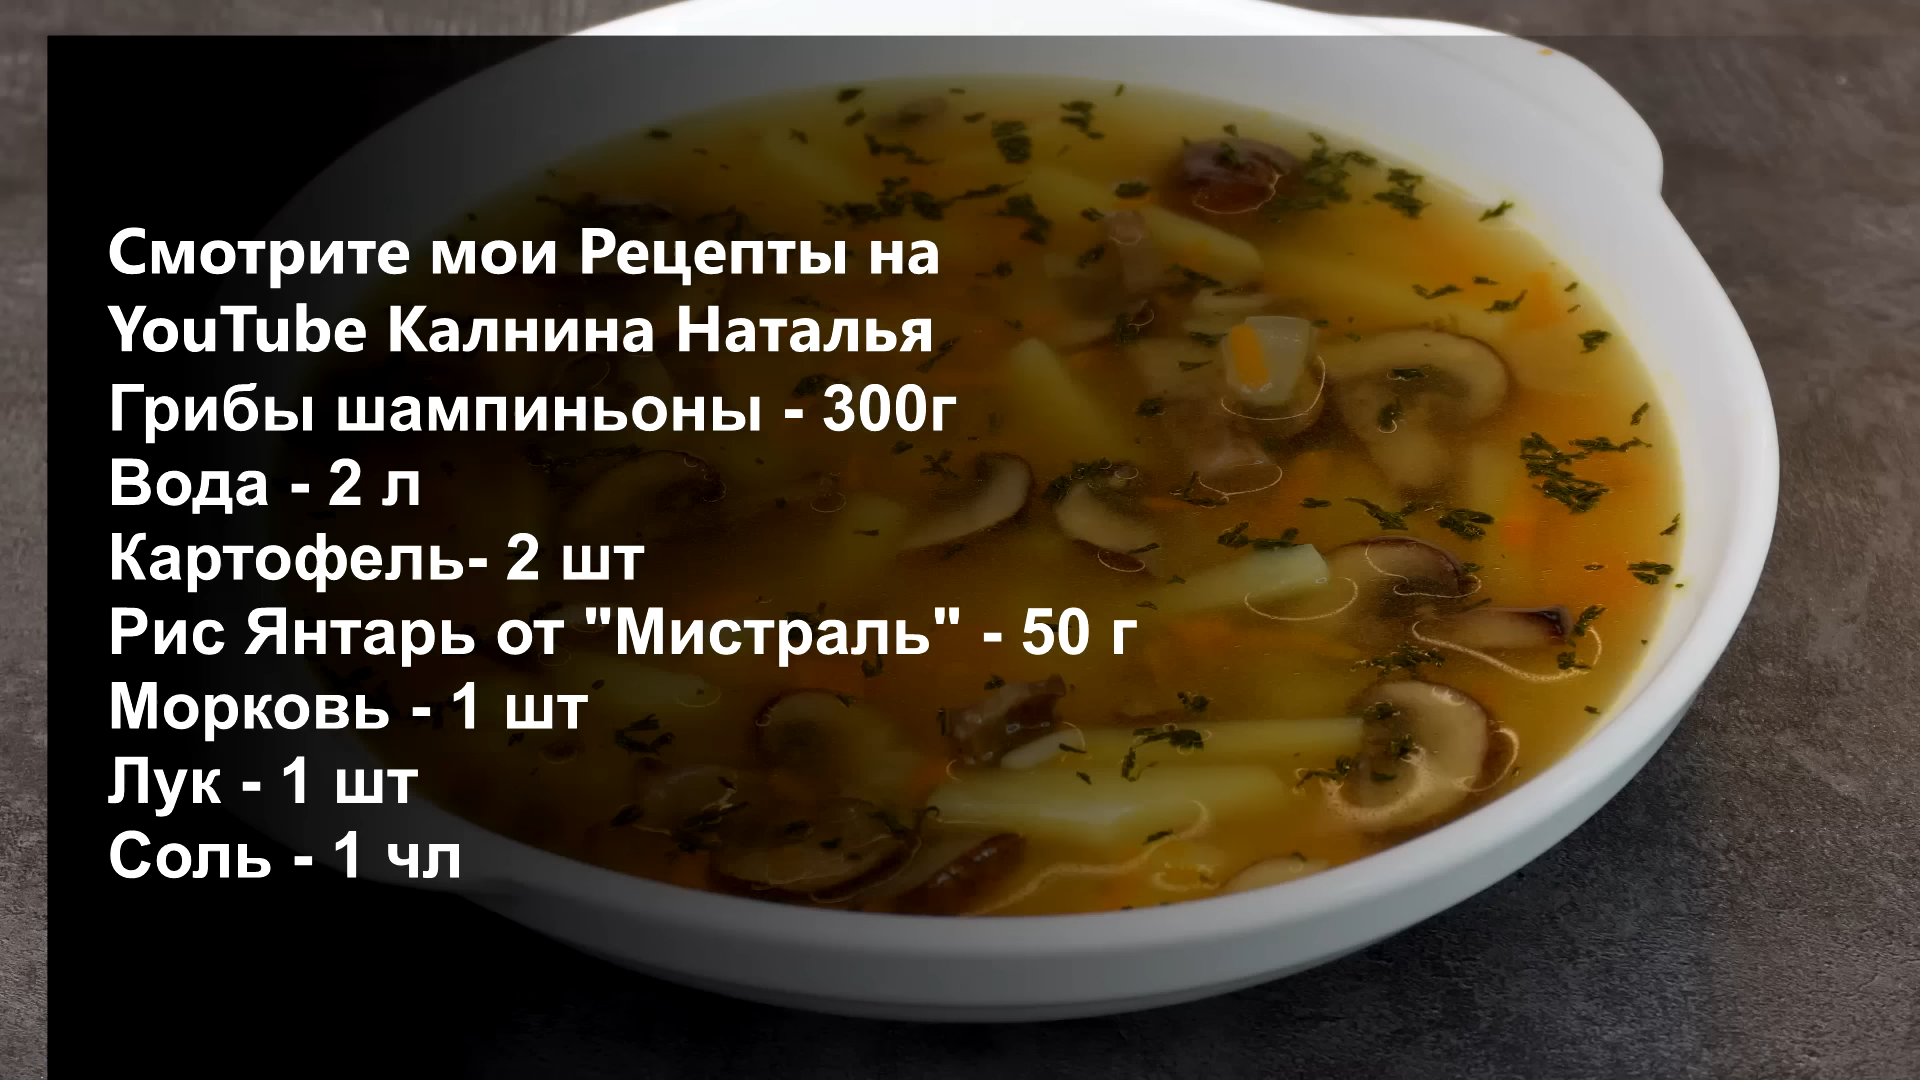 Смотрите мои Рецепты на
YouTube Калнина Наталья
Грибы шампиньоны - 300г
Вода - 2 л
Картофель- 2 шт
Рис Янтарь от "Мистраль" - 50 г
Морковь - 1 шт
Лук - 1 шт
Соль - 1 чл